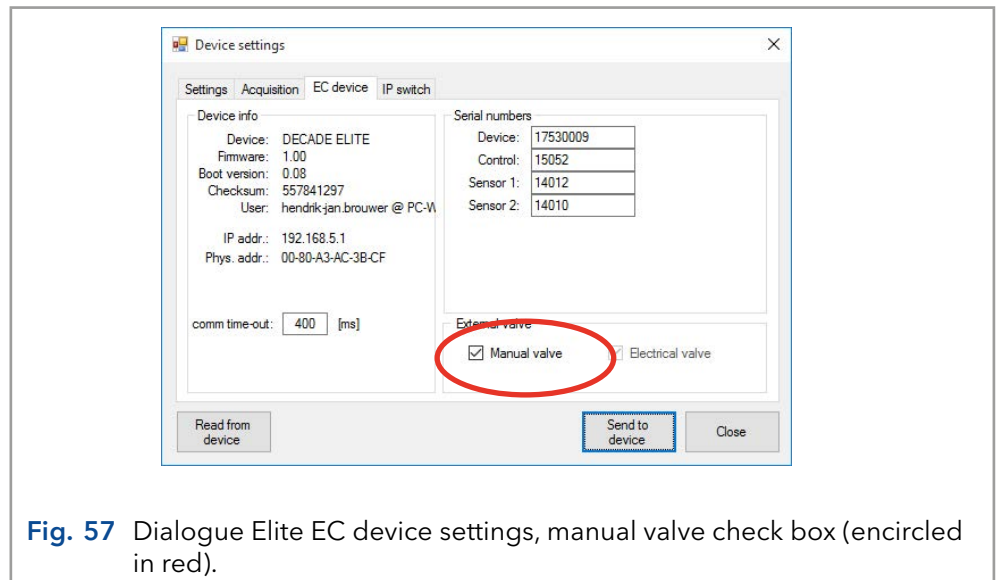 Device settings
Settings Acquisition EC device IP switch
Device info
Device: DECADE ELITE
Firmware: 1.00
Boot version: 0.08
Checksum: 557841297
User: hendrik-jan.brouwer @ PC-W
IP addr.: 192.168.5.1
Phys. addr.: 00-80-A3-AC-3B-CF
comm time-out: 400 [ms]
Serial numbers
Device: 17530009
Control: 15052
Sensor 1: 14012
Sensor 2: 14010
External valve
Manual valve Electrical valve
Read from
device
Send to
device
Close
Fig. 57 Dialogue Elite EC device settings, manual valve check box (encircled
in red).